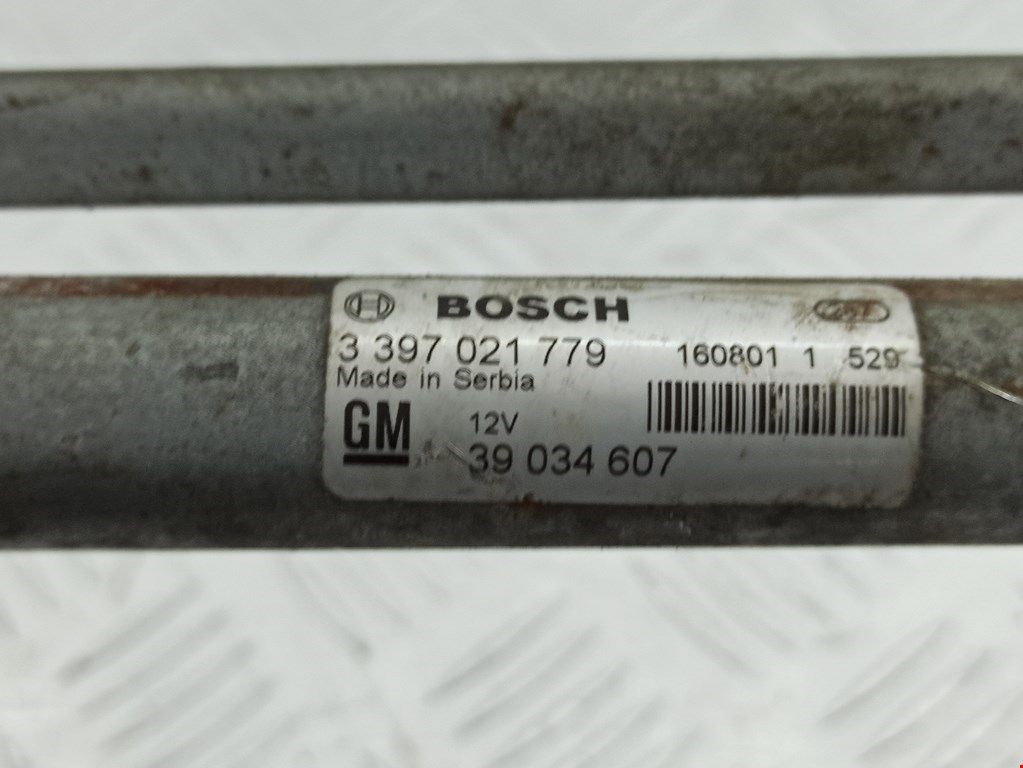 BOSCH
3 397 021 779
160801 1 529
Made in Serbia
GM
12V
39 034 607